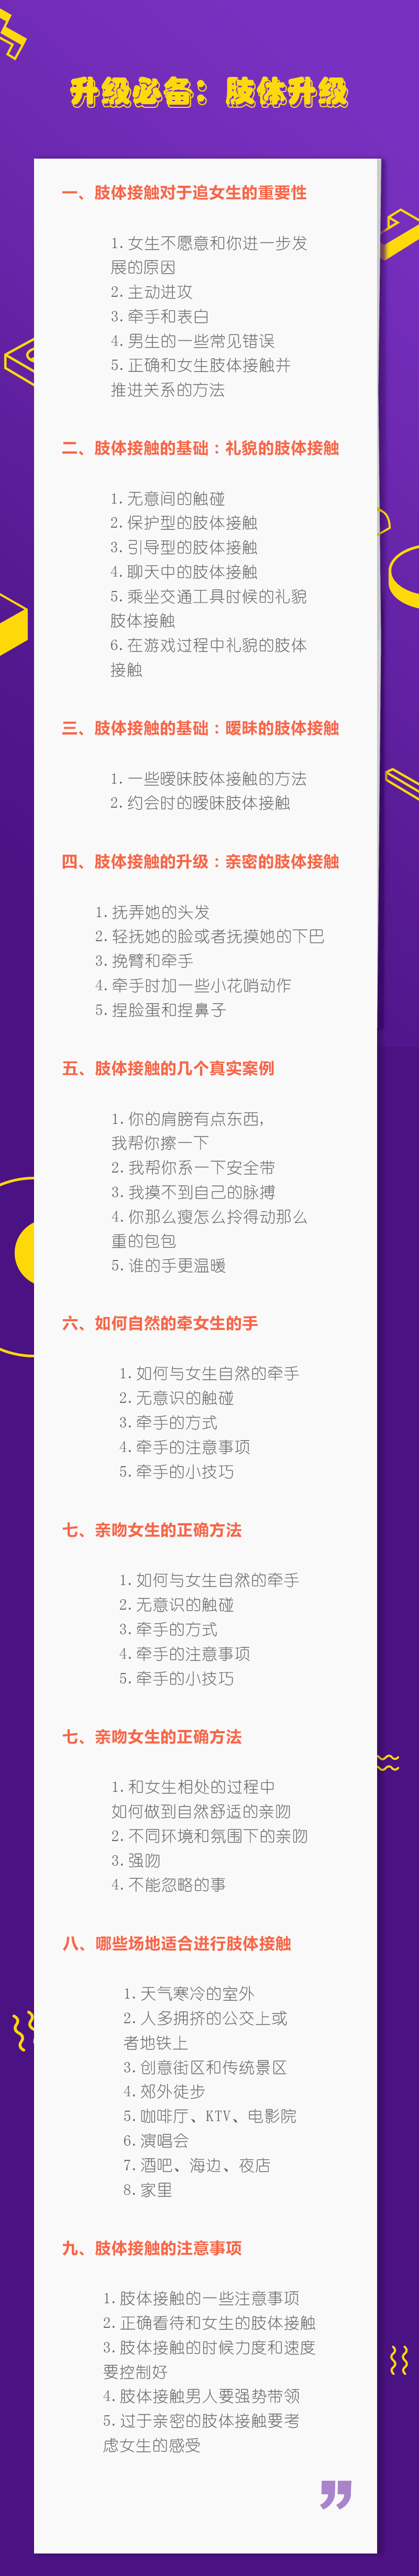 升级必备：肢体升级
一、肢体接触对于追女生的重要性
1.女生不愿意和你进一步发
展的原因
2.主动进攻
3.牵手和表白
4.男生的一些常见错误
5.正确和女生肢体接触并
推进关系的方法
二、肢体接触的基础：礼貌的肢体接触
1.无意间的触碰
2.保护型的肢体接触
3.引导型的肢体接触
4.聊天中的肢体接触
5.乘坐交通工具时候的礼貌
肢体接触
6.在游戏过程中礼貌的肢体
接触
三、肢体接触的基础：暧昧的肢体接触
1.一些暧昧肢体接触的方法
2.约会时的暧昧肢体接触
四、肢体接触的升级：亲密的肢体接触
1.抚弄她的头发
2.轻抚她的脸或者抚摸她的下巴
3.挽臂和牵手
4.牵手时加一些小花哨动作
5.捏脸蛋和捏鼻子
五、肢体接触的几个真实案例
1.你的肩膀有点东西,
我帮你擦一下
2.我帮你系一下安全带
3.我摸不到自己的脉搏
4.你那么瘦怎么拎得动那么
重的包包
5.谁的手更温暖
六、如何自然的牵女生的手
1.如何与女生自然的牵手
2.无意识的触碰
3.牵手的方式
4.牵手的注意事项
5.牵手的小技巧
七、亲吻女生的正确方法
1.如何与女生自然的牵手
2.无意识的触碰
3.牵手的方式
4.牵手的注意事项
5.牵手的小技巧
七、亲吻女生的正确方法
1.和女生相处的过程中
如何做到自然舒适的亲吻
2.不同环境和氛围下的亲吻
3.强吻
4.不能忽略的事
八、哪些场地适合进行肢体接触
1.天气寒冷的室外
2.人多拥挤的公交上或
者地铁上
3.创意街区和传统景区
4.郊外徒步
5.咖啡厅、KTV、电影院
6.演唱会
7.酒吧、海边、夜店
8.家里
九、肢体接触的注意事项
1.肢体接触的一些注意事项
2.正确看待和女生的肢体接触
3.肢体接触的时候力度和速度
要控制好
4.肢体接触男人要强势带领
5.过于亲密的肢体接触要考
虑女生的感受